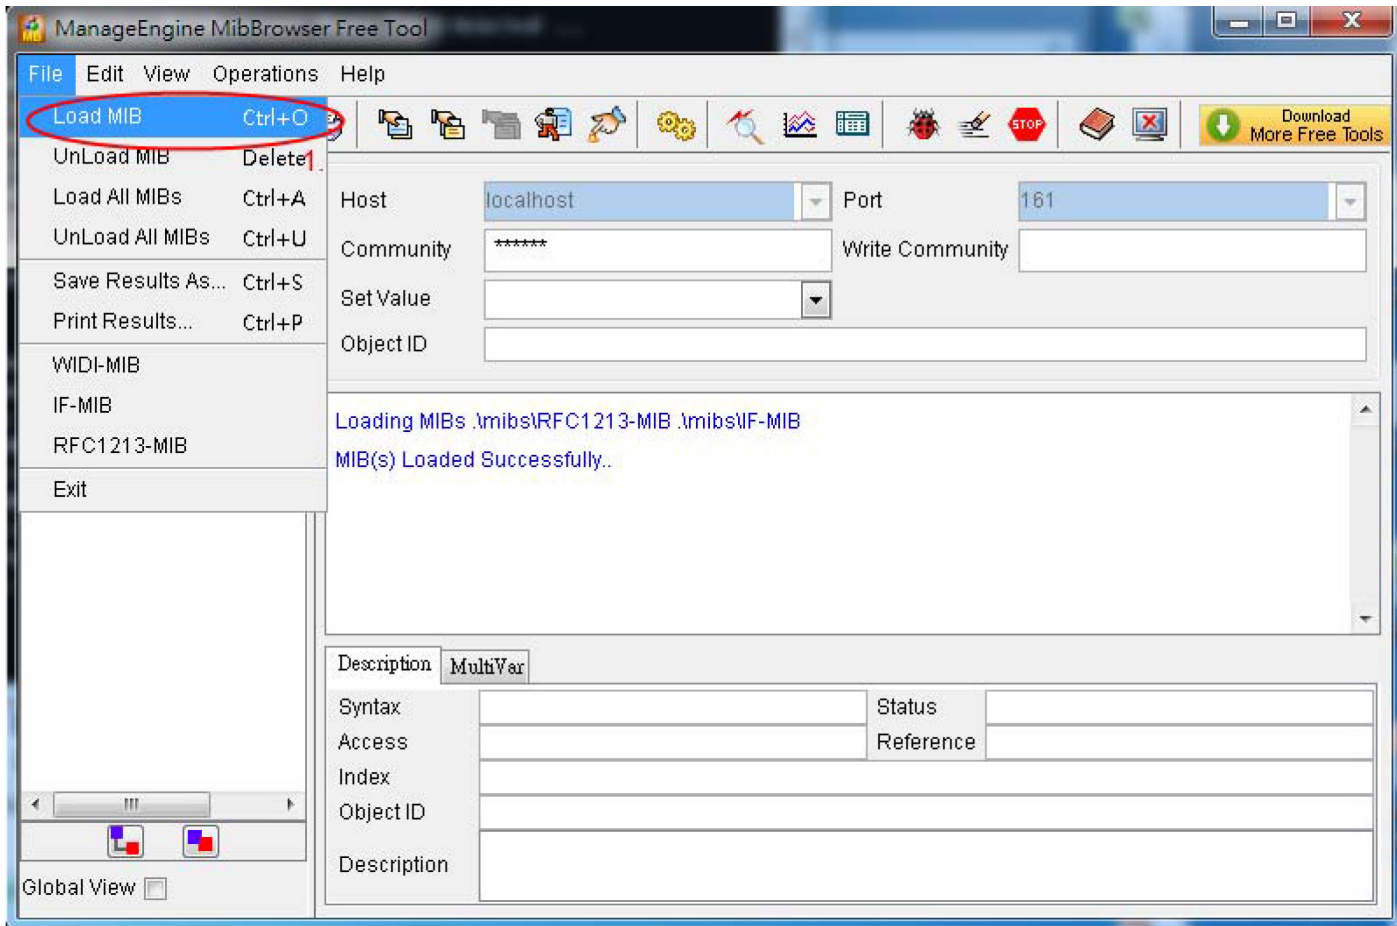 ManageEngine MibBrowser Free Tool
File Edit View Operations Help
Load MIB Ctrl+O
UnLoad MIB Delete
1.
Load All MIBs Ctrl+A
UnLoad All MIBs Ctrl+U
Save Results As... Ctrl+S
Print Results... Ctrl+P
WIDI-MIB
IF-MIB
RFC1213-MIB
Exit
STOP
Download
More Free Tools
Host localhost Port 161
Community ****** Write Community
Set Value
Object ID
Loading MIBs .\mibs\RFC1213-MIB .\mibs\IF-MIB
MIB(s) Loaded Successfully..
Description MultiVar
Syntax Status
Access Reference
Index
Object ID
Description
Global View